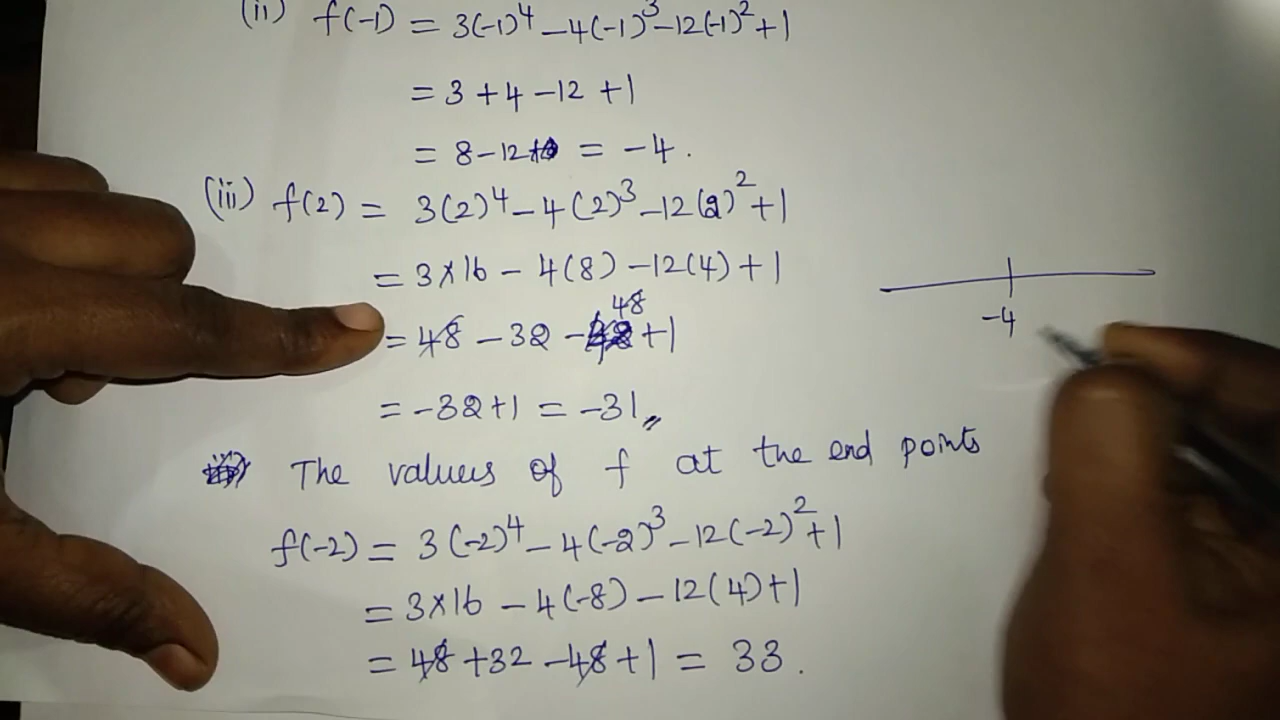 (ii) f(-1) = 3(-1)⁴ - 4(-1)³ - 12(-1)² + 1
= 3 + 4 - 12 + 1
= 8 - 12 = -4.
(iii) f(2) = 3(2)⁴ - 4(2)³ - 12(2)² + 1
= 3×16 - 4(8) - 12(4) + 1
= 48 - 32 - 48 + 1
= -32 + 1 = -31
The values of f at the end points
f(-2) = 3(-2)⁴ - 4(-2)³ - 12(-2)² + 1
= 3×16 - 4(-8) - 12(4) + 1
= 48 + 32 - 48 + 1 = 33.
-4